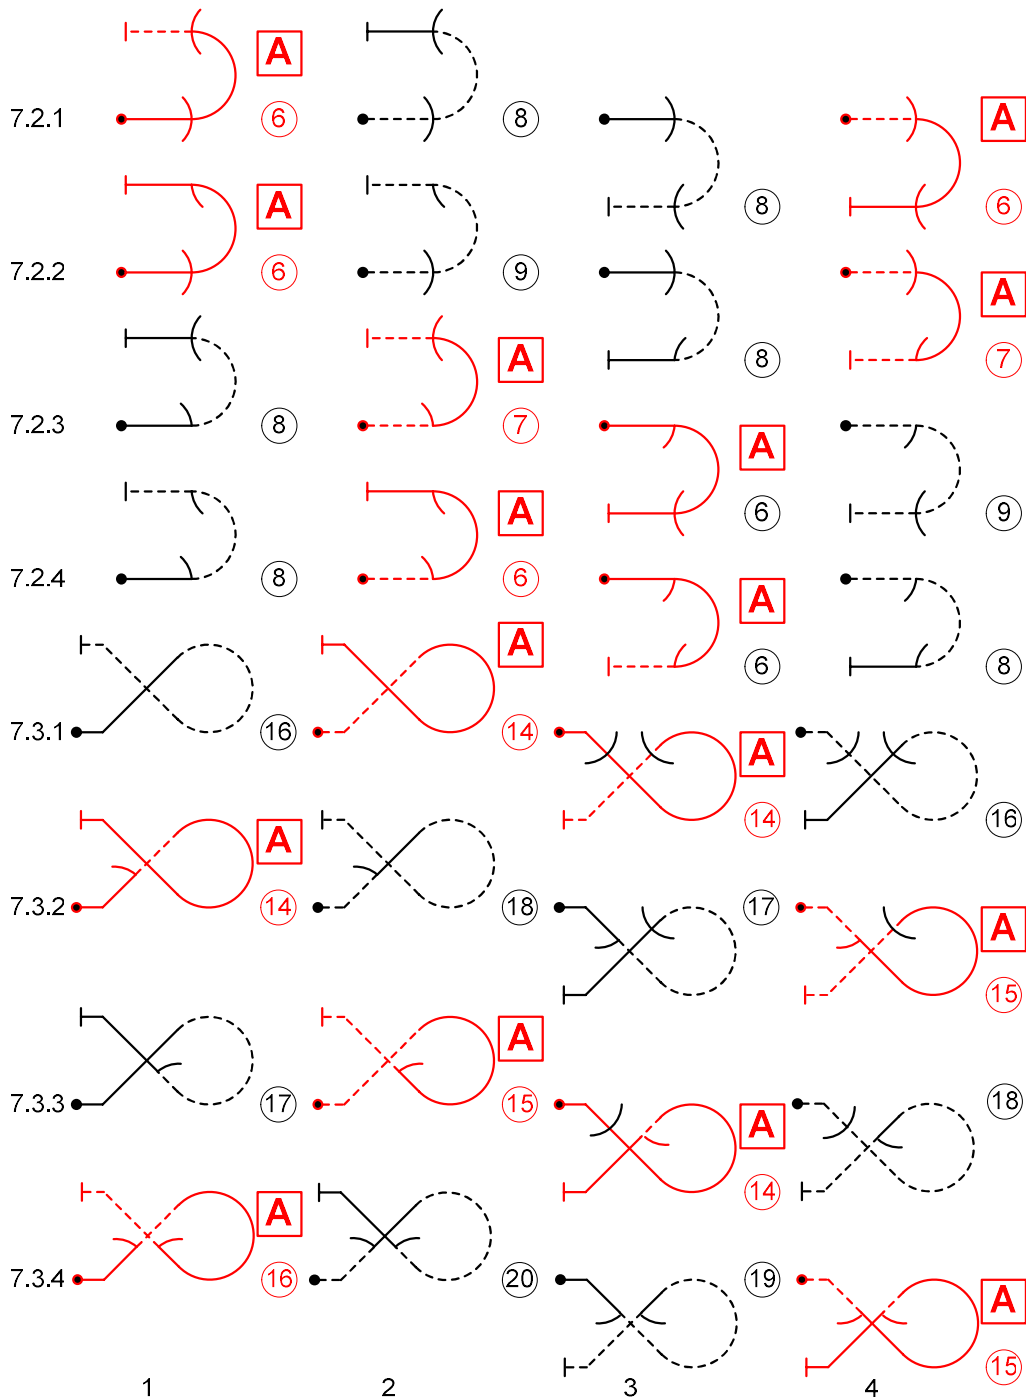 A A
7.2.1 6 8
A 8 6
7.2.2 6 9 A
A 8 7
7.2.3 8 7 A
A 6 9
7.2.4 8 6 A
A 6 8
7.3.1 16 14 A
A 14 16
7.3.2 14 18 17 A
A 15
7.3.3 17 15 A 18
A 14
7.3.4 16 20 19 A
15
1 2 3 4